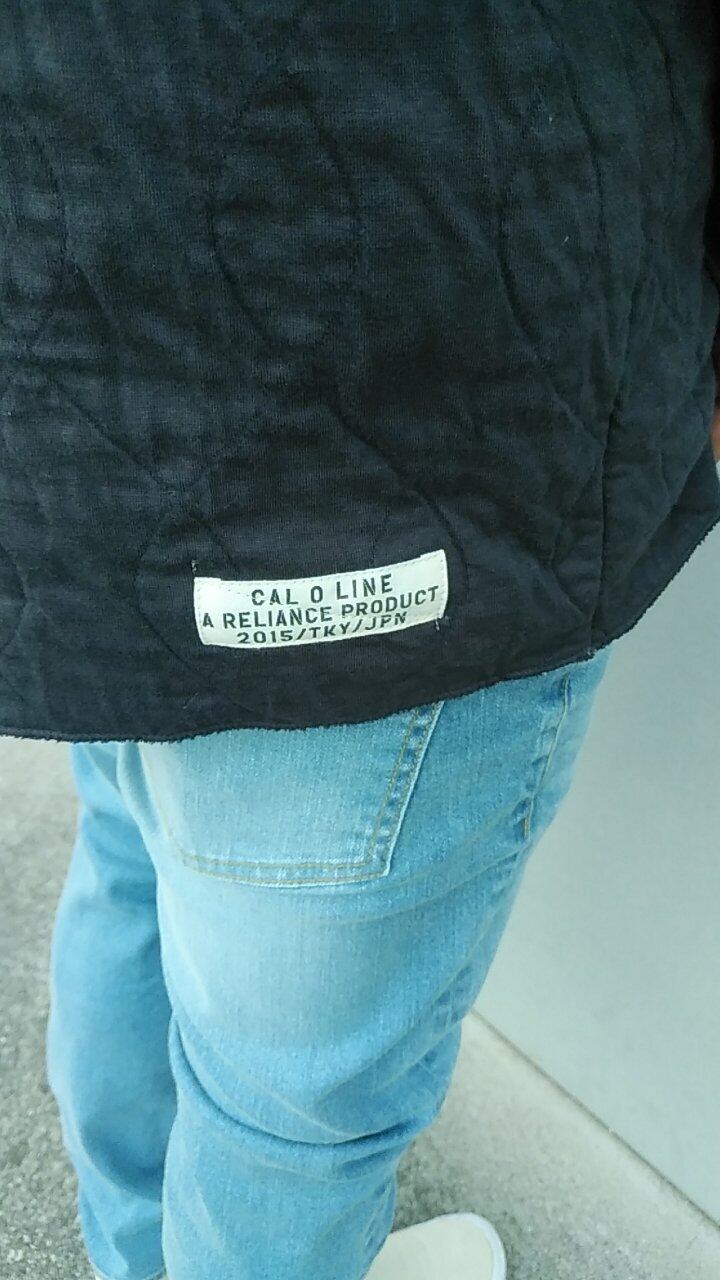 CAL O LINE
A RELIANCE PRODUCT
2015/TKY/JPN